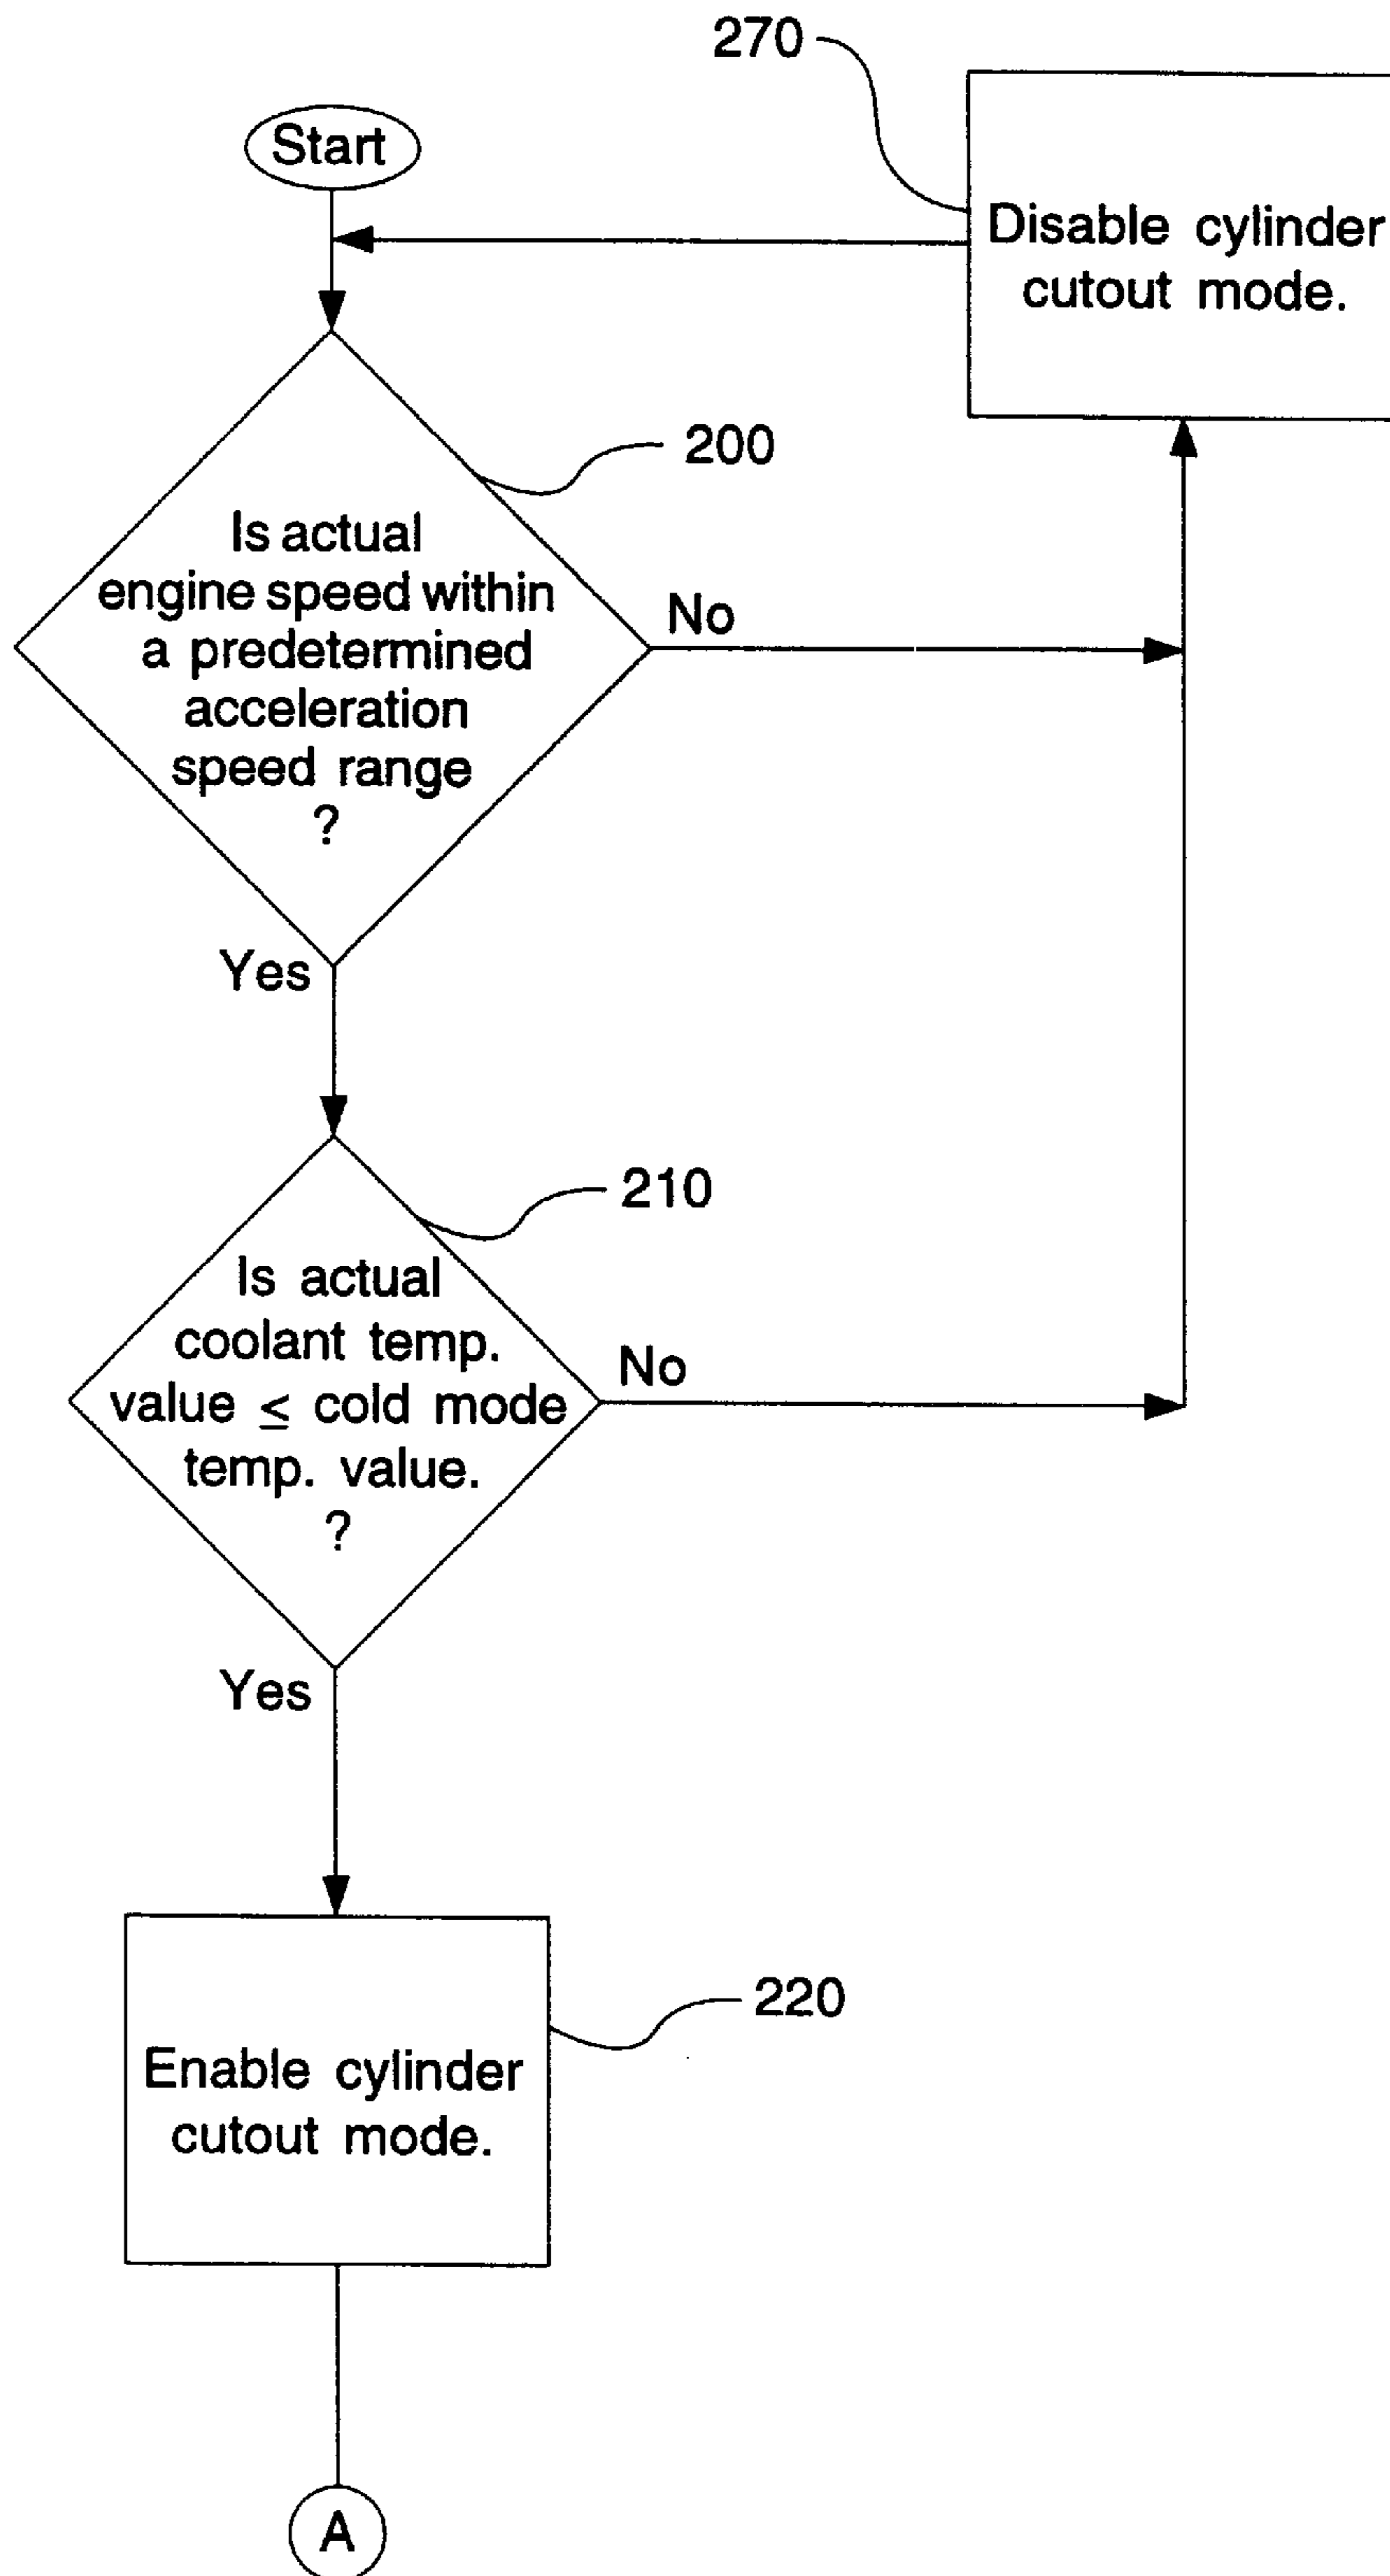 270
Start
Disable cylinder
cutout mode.
200
Is actual
engine speed within
a predetermined
acceleration
speed range
?
No
Yes
210
Is actual
coolant temp.
value ≤ cold mode
temp. value.
?
No
Yes
220
Enable cylinder
cutout mode.
A